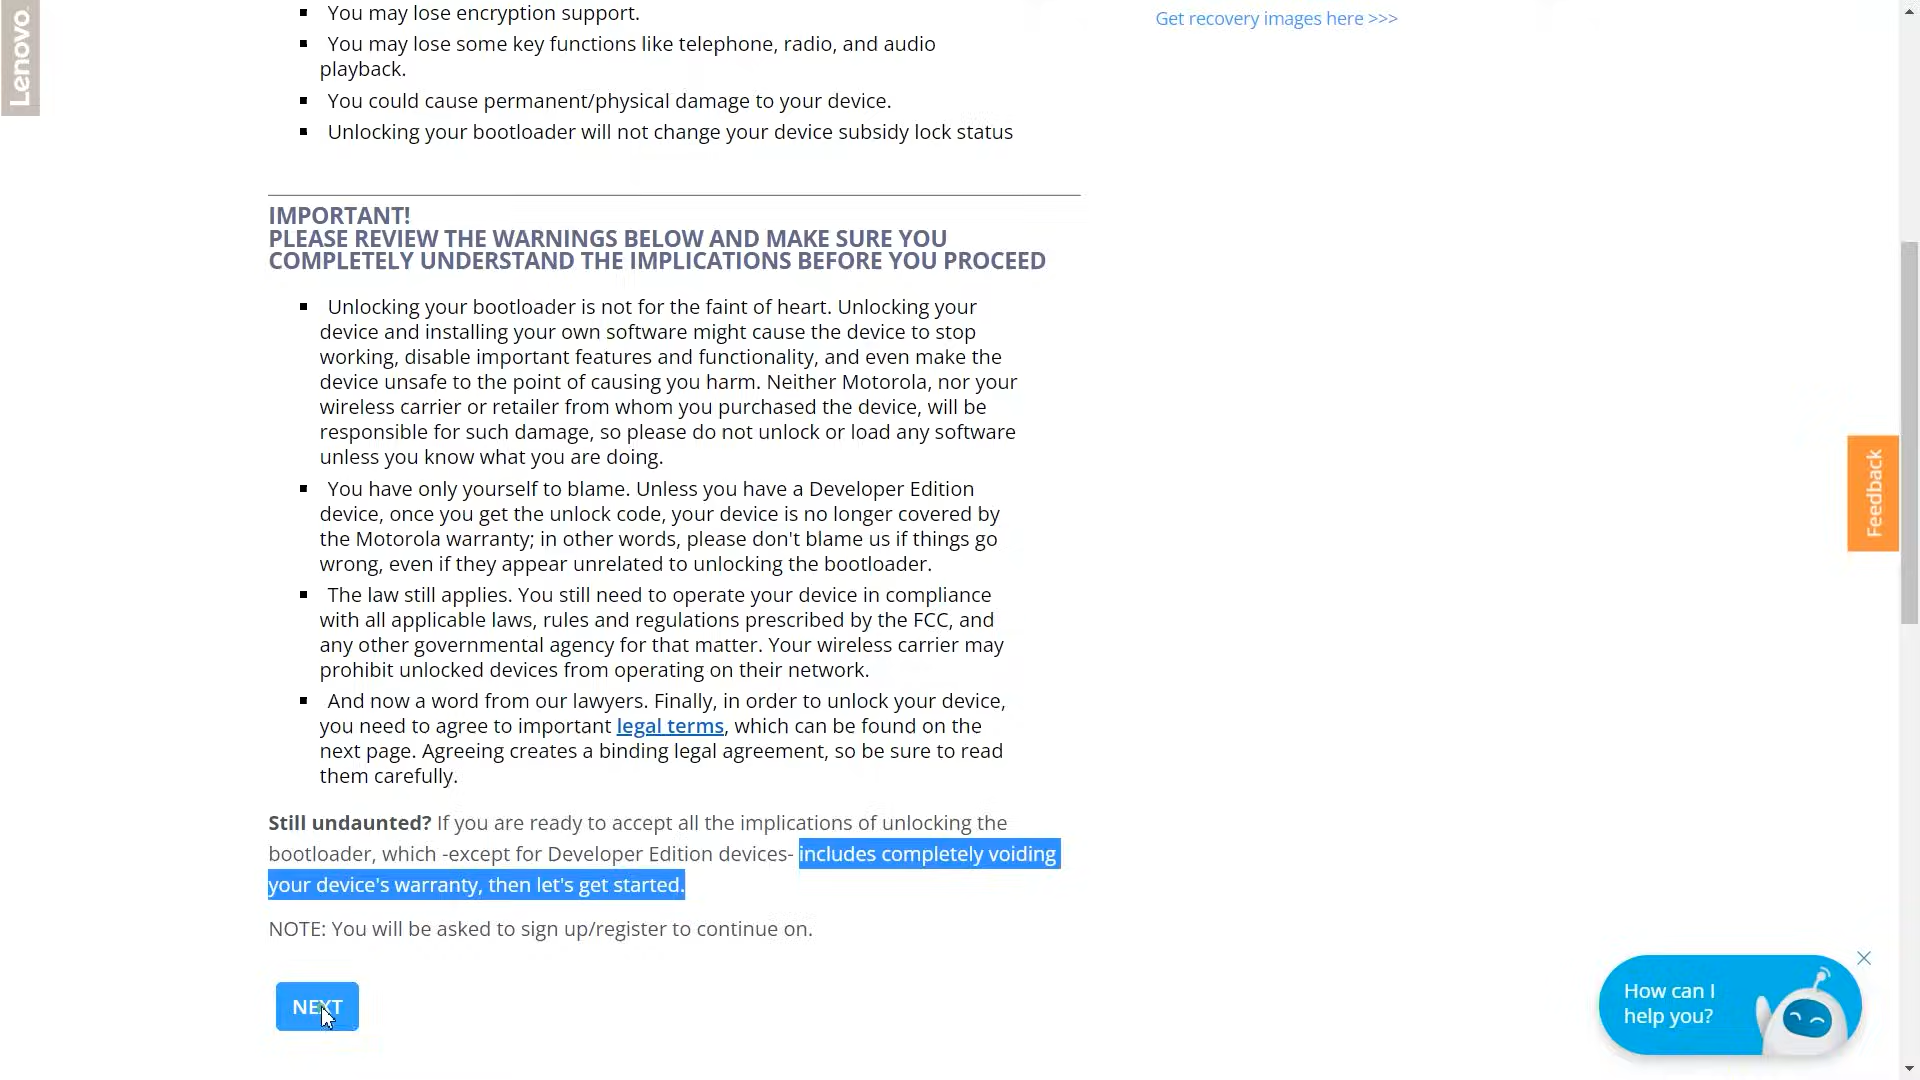 Lenovo
You may lose encryption support.
Get recovery images here >>>
You may lose some key functions like telephone, radio, and audio
playback.
You could cause permanent/physical damage to your device.
Unlocking your bootloader will not change your device subsidy lock status
IMPORTANT!
PLEASE REVIEW THE WARNINGS BELOW AND MAKE SURE YOU
COMPLETELY UNDERSTAND THE IMPLICATIONS BEFORE YOU PROCEED
Unlocking your bootloader is not for the faint of heart. Unlocking your
device and installing your own software might cause the device to stop
working, disable important features and functionality, and even make the
device unsafe to the point of causing you harm. Neither Motorola, nor your
wireless carrier or retailer from whom you purchased the device, will be
responsible for such damage, so please do not unlock or load any software
unless you know what you are doing.
You have only yourself to blame. Unless you have a Developer Edition
device, once you get the unlock code, your device is no longer covered by
the Motorola warranty; in other words, please don't blame us if things go
wrong, even if they appear unrelated to unlocking the bootloader.
The law still applies. You still need to operate your device in compliance
with all applicable laws, rules and regulations prescribed by the FCC, and
any other governmental agency for that matter. Your wireless carrier may
prohibit unlocked devices from operating on their network.
And now a word from our lawyers. Finally, in order to unlock your device,
you need to agree to important legal terms, which can be found on the
next page. Agreeing creates a binding legal agreement, so be sure to read
them carefully.
Still undaunted? If you are ready to accept all the implications of unlocking the
bootloader, which -except for Developer Edition devices- includes completely voiding
your device's warranty, then let's get started.
NOTE: You will be asked to sign up/register to continue on.
NEXT
Feedback
How can I
help you?